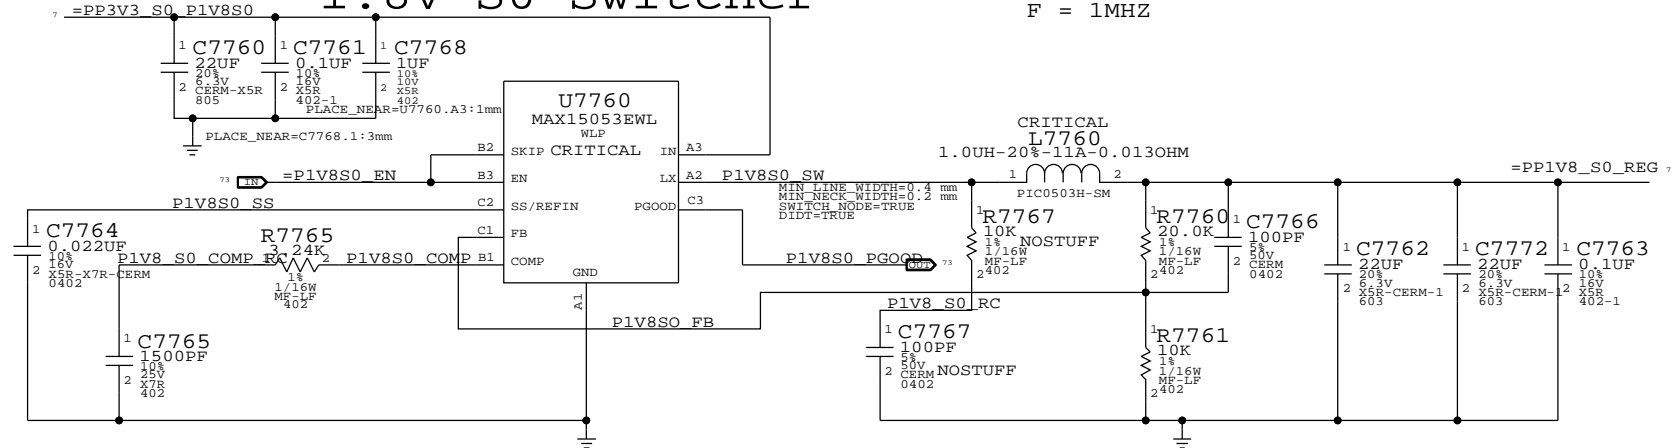 1.8V S0 Switcher
F = 1MHZ
7 =PP3V3_S0_P1V8S0
1 C7760
22UF
20%
6.3V
2 CERM-X5R
805
1 C7761
0.1UF
10%
16V
2 X5R
402-1
1 C7768
1UF
10%
10V
2 X5R
402
PLACE_NEAR=U7760.A3:1mm
PLACE_NEAR=C7768.1:3mm
U7760
MAX15053EWL
WLP
CRITICAL
B2 SKIP
IN A3
B3 EN
LX A2
C2 SS/REFIN
PGOOD C3
C1 FB
B1 COMP
GND
A1
73 IN =P1V8S0_EN
P1V8S0_SS
1 C7764
0.022UF
10%
16V
2 X5R-X7R-CERM
0402
P1V8_S0_COMP_RC
R7765
3.24K
1 2
1%
1/16W
MF-LF
402
P1V8_S0_COMP
1 C7765
1500PF
10%
25V
2 X7R
402
P1V8SO_FB
P1V8S0_SW
MIN_LINE_WIDTH=0.4 mm
MIN_NECK_WIDTH=0.2 mm
SWITCH_NODE=TRUE
DIDT=TRUE
P1V8S0_PGOOD OUT 73
CRITICAL
L7760
1.0UH-20%-11A-0.013OHM
1 2
PIC0503H-SM
=PP1V8_S0_REG 7
1 R7767
10K
1% NOSTUFF
1/16W
MF-LF
2 402
P1V8_S0_RC
1 C7767
100PF
5%
50V
2 CERM NOSTUFF
0402
1 R7760
20.0K
1%
1/16W
MF-LF
2 402
1 C7766
100PF
5%
50V
2 CERM
0402
1 R7761
10K
1%
1/16W
MF-LF
2 402
1 C7762
22UF
20%
6.3V
2 X5R-CERM-1
603
1 C7772
22UF
20%
6.3V
2 X5R-CERM-1
603
1 C7763
0.1UF
10%
16V
2 X5R
402-1